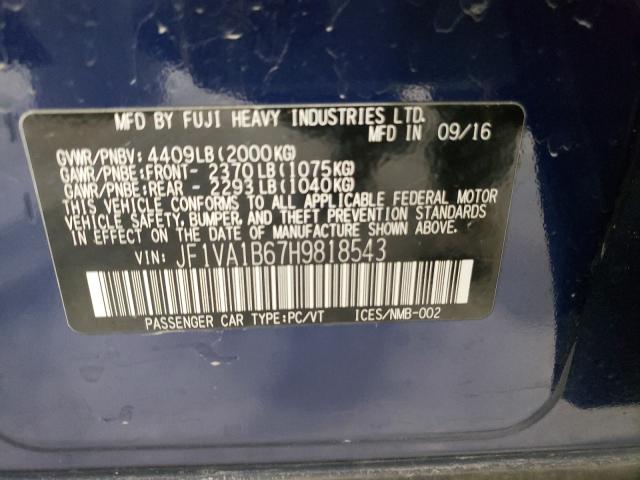 MFD BY FUJI HEAVY INDUSTRIES LTD.
MFD IN 09/16
GVWR/PNBV: 4409LB(2000KG)
GAWR/PNBE:FRONT- 2370LB(1075KG)
GAWR/PNBE:REAR - 2293LB(1040KG)
THIS VEHICLE CONFORMS TO ALL APPLICABLE FEDERAL MOTOR
VEHICLE SAFETY, BUMPER, AND THEFT PREVENTION STANDARDS
IN EFFECT ON THE DATE OF MANUFACTURE SHOWN ABOVE.
VIN: JF1VA1B67H9818543
PASSENGER CAR TYPE:PC/VT ICES/NMB-002